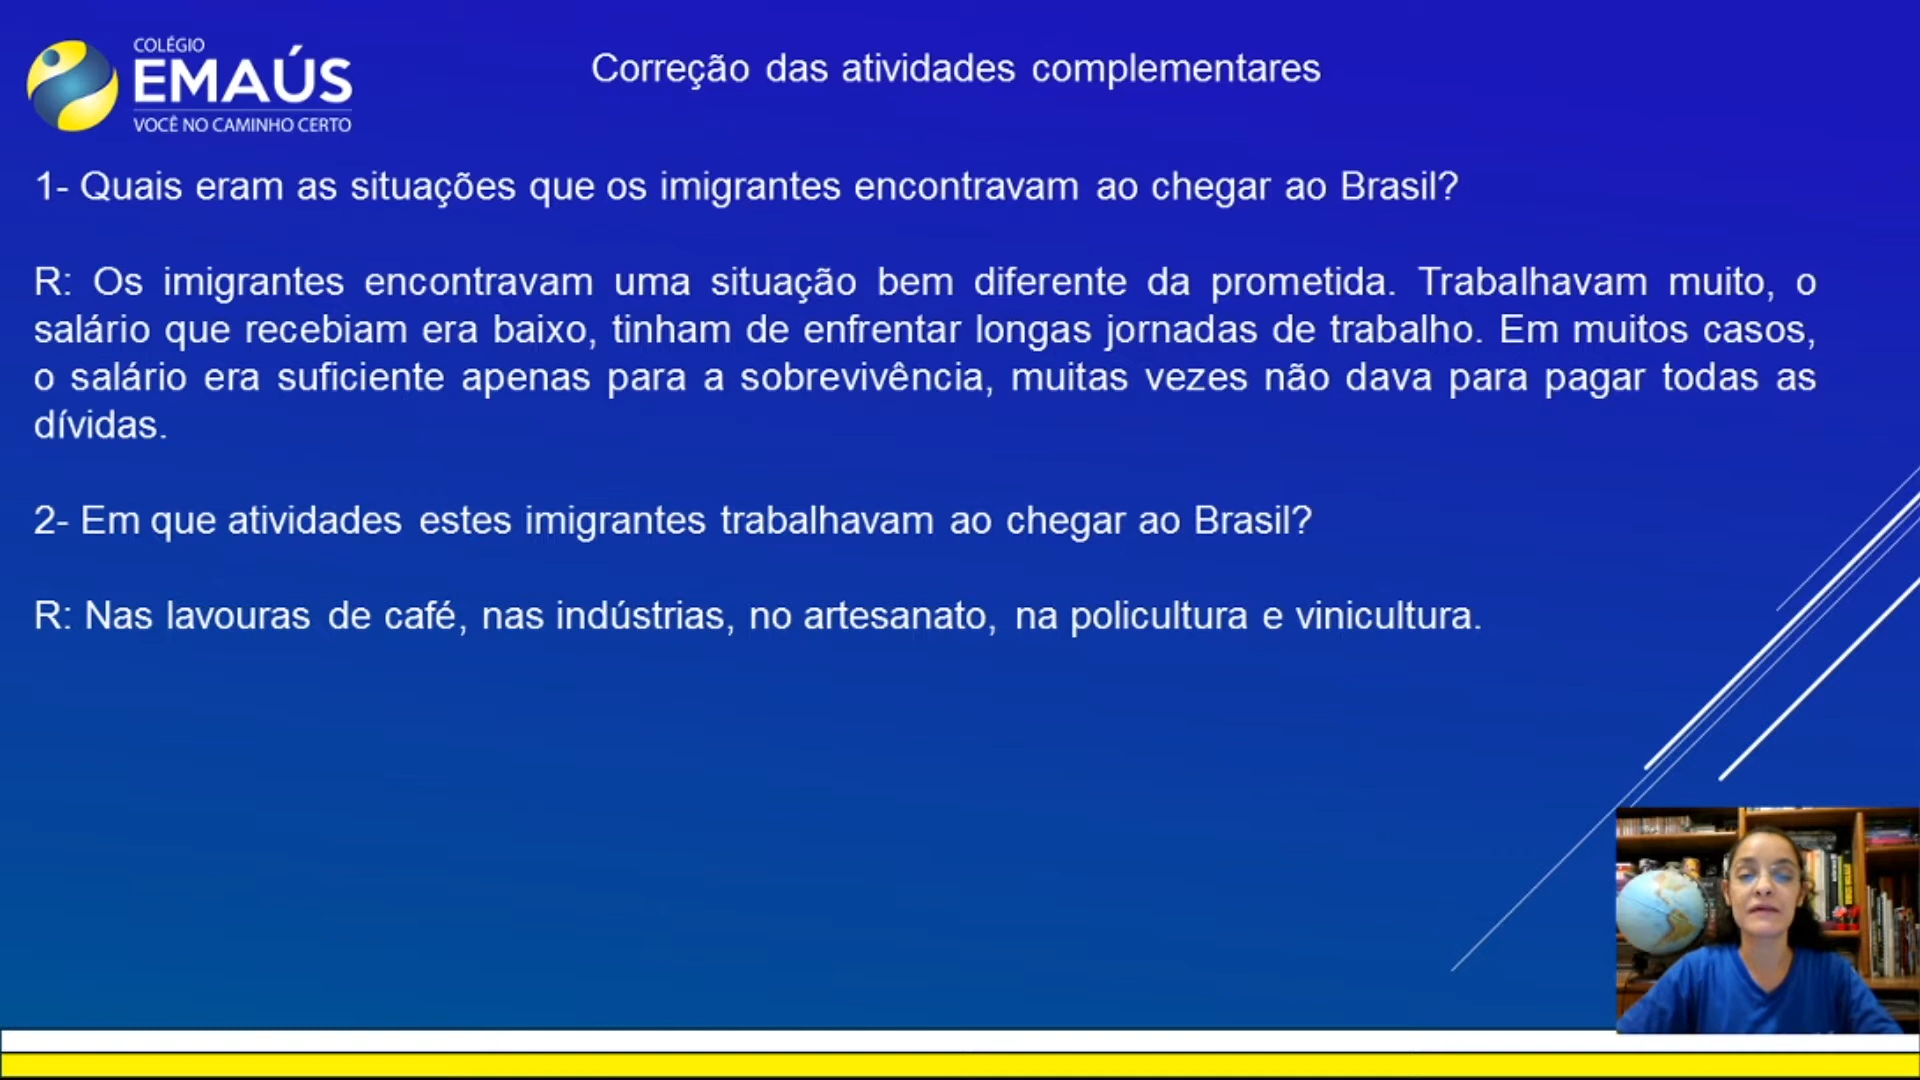 COLÉGIO
EMAÚS
VOCÊ NO CAMINHO CERTO
Correção das atividades complementares
1- Quais eram as situações que os imigrantes encontravam ao chegar ao Brasil?
R: Os imigrantes encontravam uma situação bem diferente da prometida. Trabalhavam muito, o
salário que recebiam era baixo, tinham de enfrentar longas jornadas de trabalho. Em muitos casos,
o salário era suficiente apenas para a sobrevivência, muitas vezes não dava para pagar todas as
dívidas.
2- Em que atividades estes imigrantes trabalhavam ao chegar ao Brasil?
R: Nas lavouras de café, nas indústrias, no artesanato, na policultura e vinicultura.